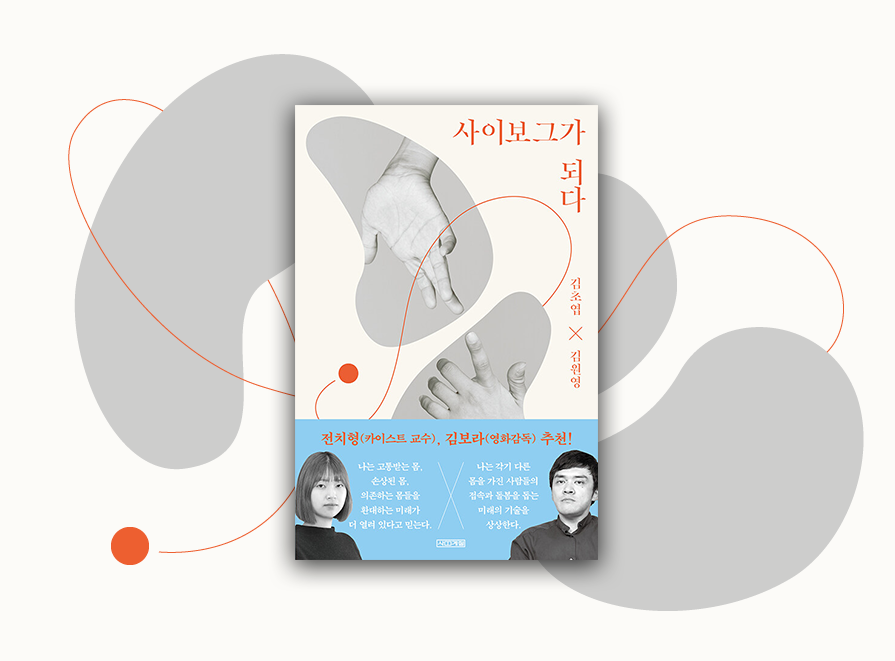 사이보그가
되다
김초엽
×
김원영
전치형(카이스트 교수), 김보라(영화감독) 추천!
나는 고통받는 몸,
손상된 몸,
의존하는 몸들을
환대하는 미래가
더 열려 있다고 믿는다.
나는 각기 다른
몸을 가진 사람들의
접속과 돌봄을 돕는
미래의 기술을
상상한다.
사계절